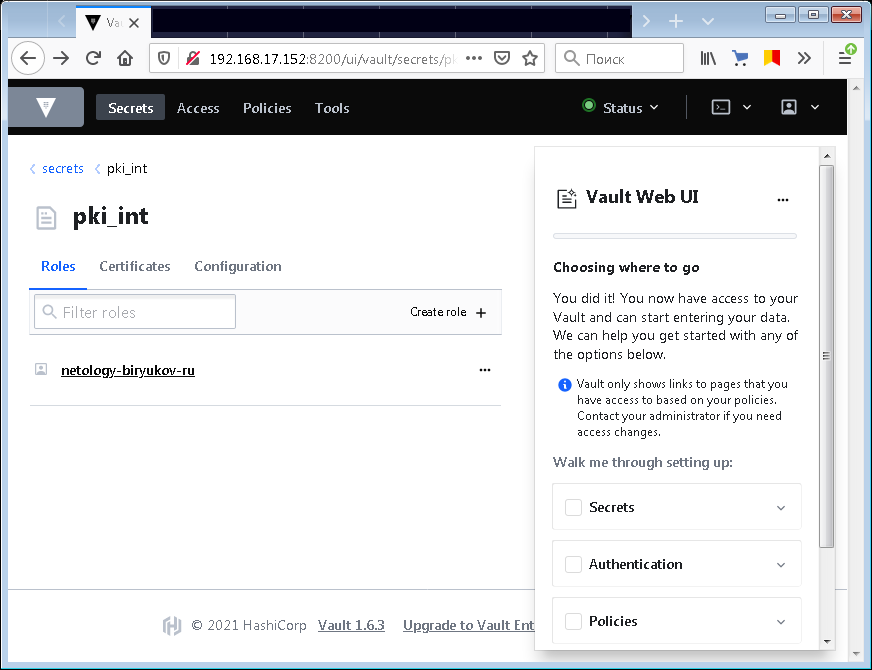 Va
192.168.17.152:8200/ui/vault/secrets/pk
Поиск
Secrets
Access
Policies
Tools
Status
secrets
pki_int
pki_int
Roles
Certificates
Configuration
Filter roles
Create role
netology-biryukov-ru
Vault Web UI
Choosing where to go
You did it! You now have access to your
Vault and can start entering your data.
We can help you get started with any of
the options below.
Vault only shows links to pages that you
have access to based on your policies.
Contact your administrator if you need
access changes.
Walk me through setting up:
Secrets
Authentication
Policies
© 2021 HashiCorp Vault 1.6.3 Upgrade to Vault Ent